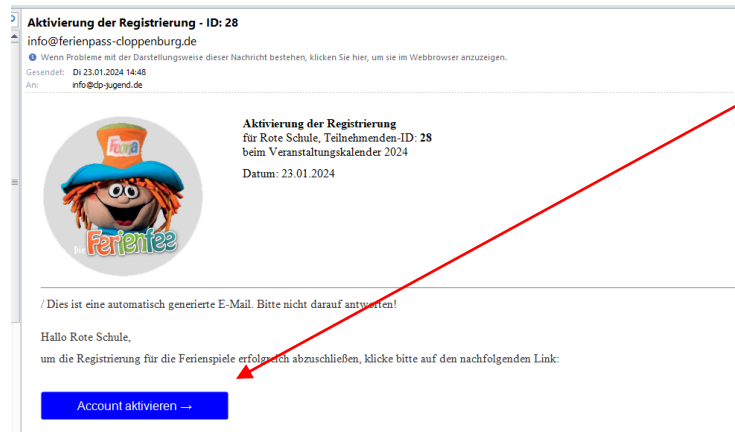 Aktivierung der Registrierung - ID: 28
info@ferienpass-cloppenburg.de
Wenn Probleme mit der Darstellungsweise dieser Nachricht bestehen, klicken Sie hier, um sie im Webbrowser anzuzeigen.
Gesendet: Di 23.01.2024 14:48
An: info@clp-jugend.de
Aktivierung der Registrierung
für Rote Schule, Teilnehmenden-ID: 28
beim Veranstaltungskalender 2024
Datum: 23.01.2024
Feona
Die Ferienfee
/ Dies ist eine automatisch generierte E-Mail. Bitte nicht darauf antworten!
Hallo Rote Schule,
um die Registrierung für die Ferienspiele erfolgreich abzuschließen, klicke bitte auf den nachfolgenden Link:
Account aktivieren →